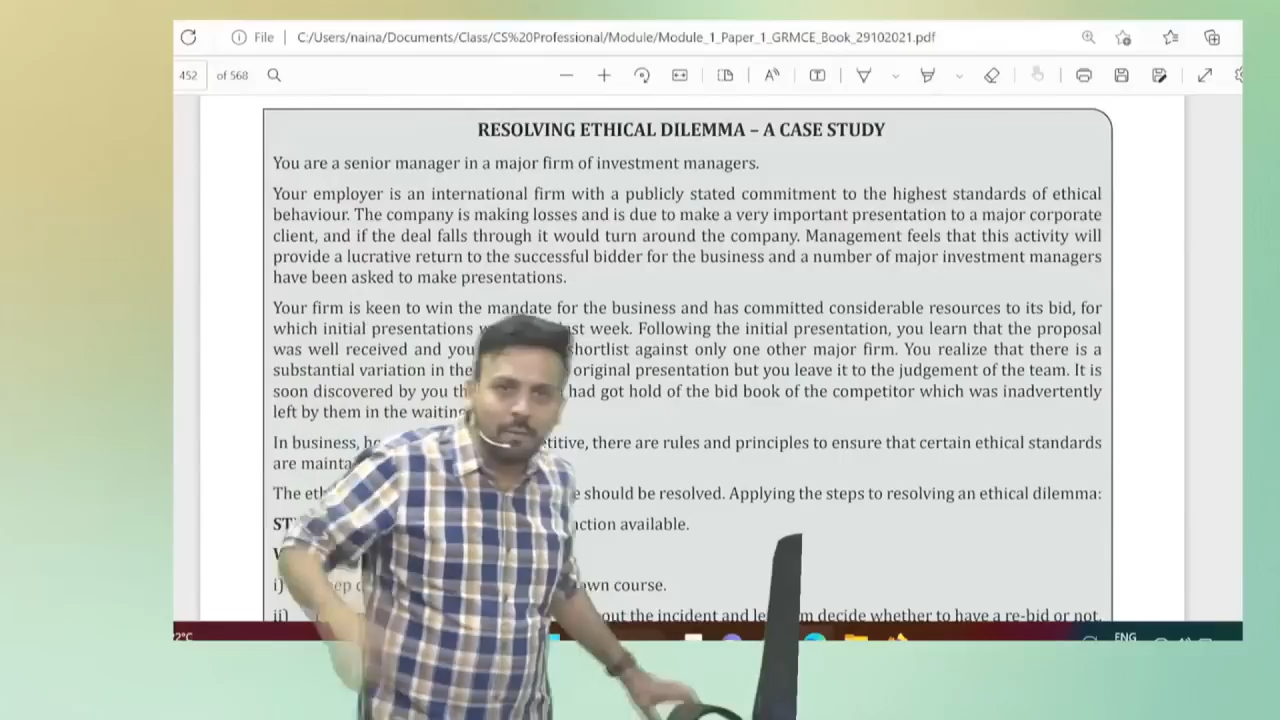 File C:/Users/naina/Documents/Class/CS%20Professional/Module/Module_1_Paper_1_GRMCE_Book_29102021.pdf
452 of 568
RESOLVING ETHICAL DILEMMA – A CASE STUDY
You are a senior manager in a major firm of investment managers.
Your employer is an international firm with a publicly stated commitment to the highest standards of ethical
behaviour. The company is making losses and is due to make a very important presentation to a major corporate
client, and if the deal falls through it would turn around the company. Management feels that this activity will
provide a lucrative return to the successful bidder for the business and a number of major investment managers
have been asked to make presentations.
Your firm is keen to win the mandate for the business and has committed considerable resources to its bid, for
which initial presentations last week. Following the initial presentation, you learn that the proposal
was well received and shortlist against only one other major firm. You realize that there is a
substantial variation in the original presentation but you leave it to the judgement of the team. It is
soon discovered by you had got hold of the bid book of the competitor which was inadvertently
left by them in the
In business, there are rules and principles to ensure that certain ethical standards
are
The should be resolved. Applying the steps to resolving an ethical dilemma:
available.
i) own course.
ii) the incident and decide whether to have a re-bid or not.
ENG